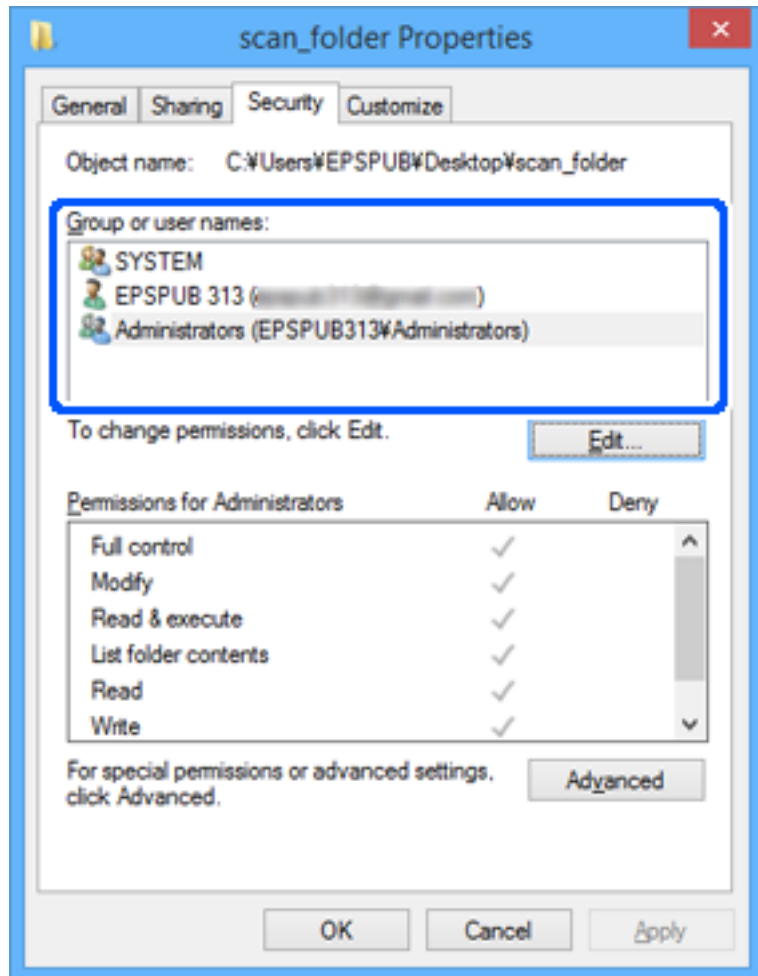 scan_folder Properties
General Sharing Security Customize
Object name: C:¥Users¥EPSPUB¥Desktop¥scan_folder
Group or user names:
SYSTEM
EPSPUB 313 ( )
Administrators (EPSPUB313¥Administrators)
To change permissions, click Edit.
Edit...
Permissions for Administrators Allow Deny
Full control
Modify
Read & execute
List folder contents
Read
Write
For special permissions or advanced settings,
click Advanced.
Advanced
OK Cancel Apply